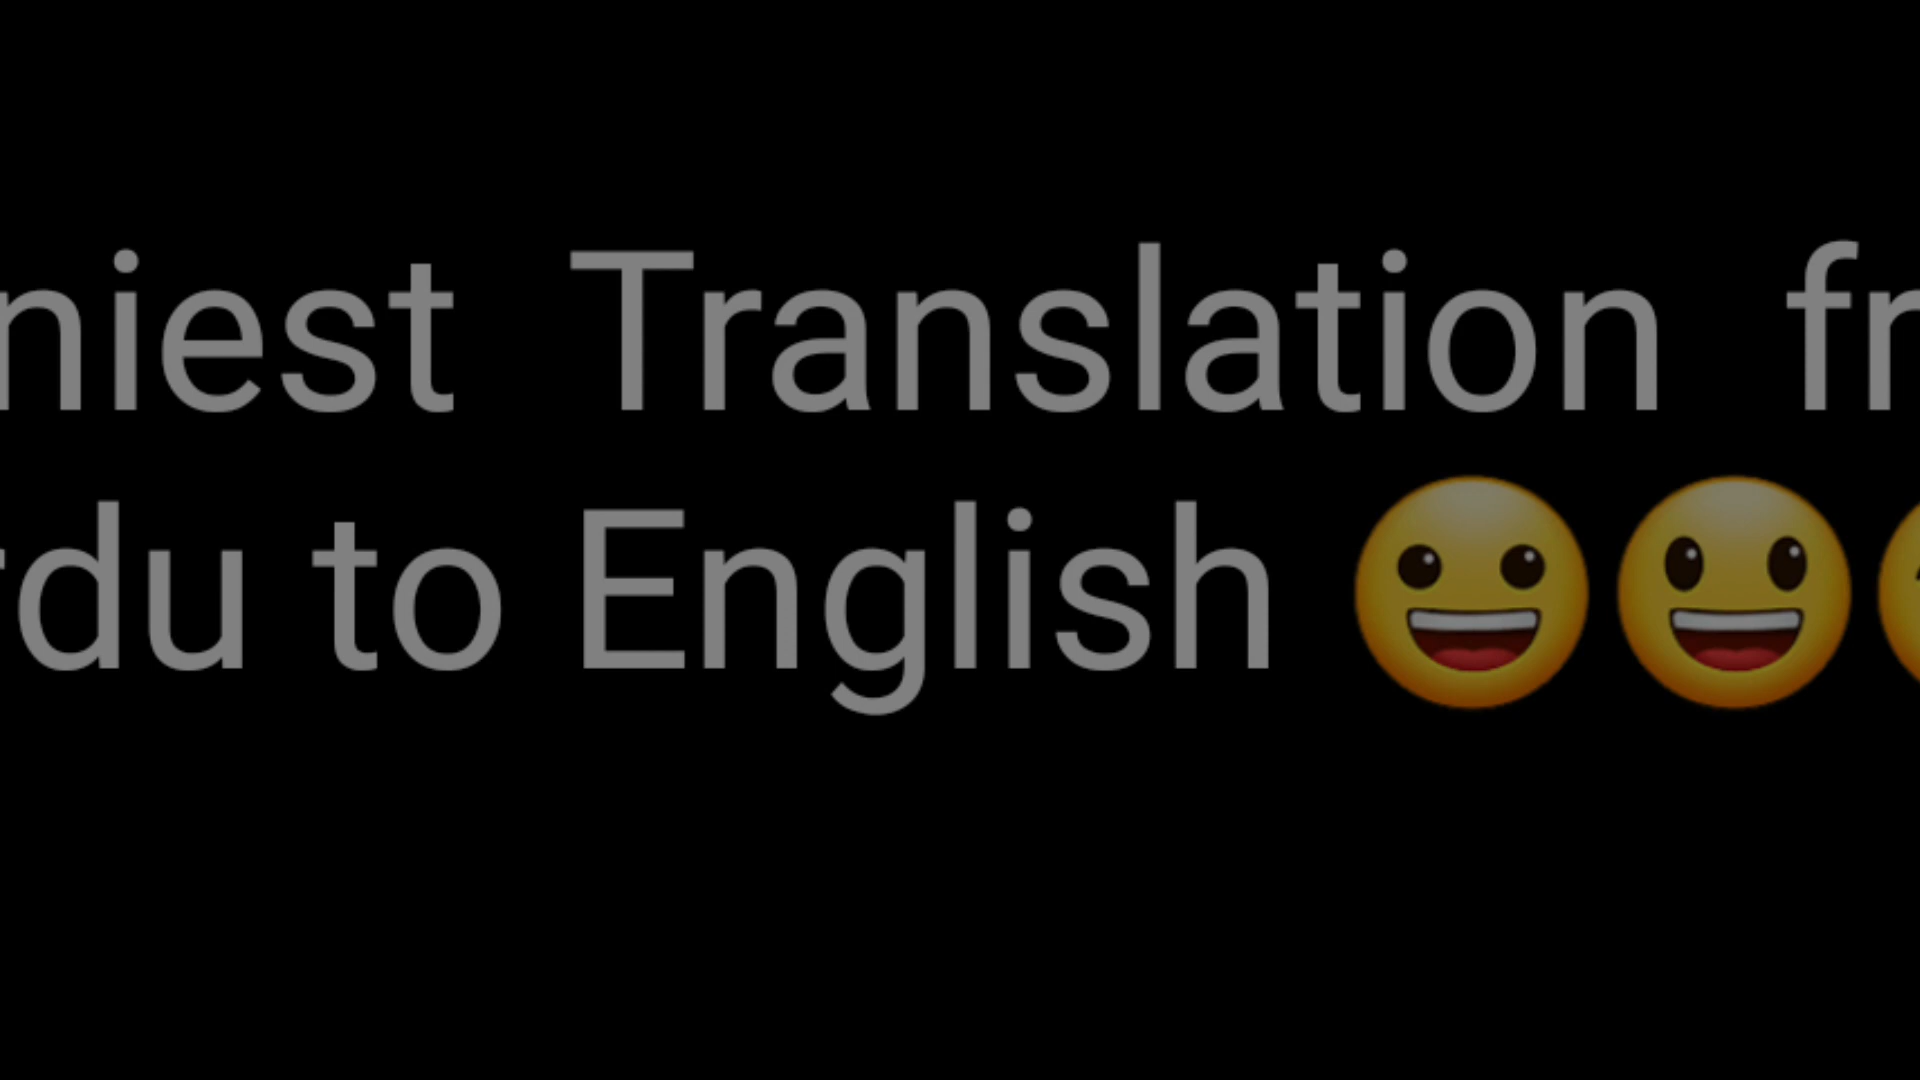 niest Translation fr
rdu to English 😀😃